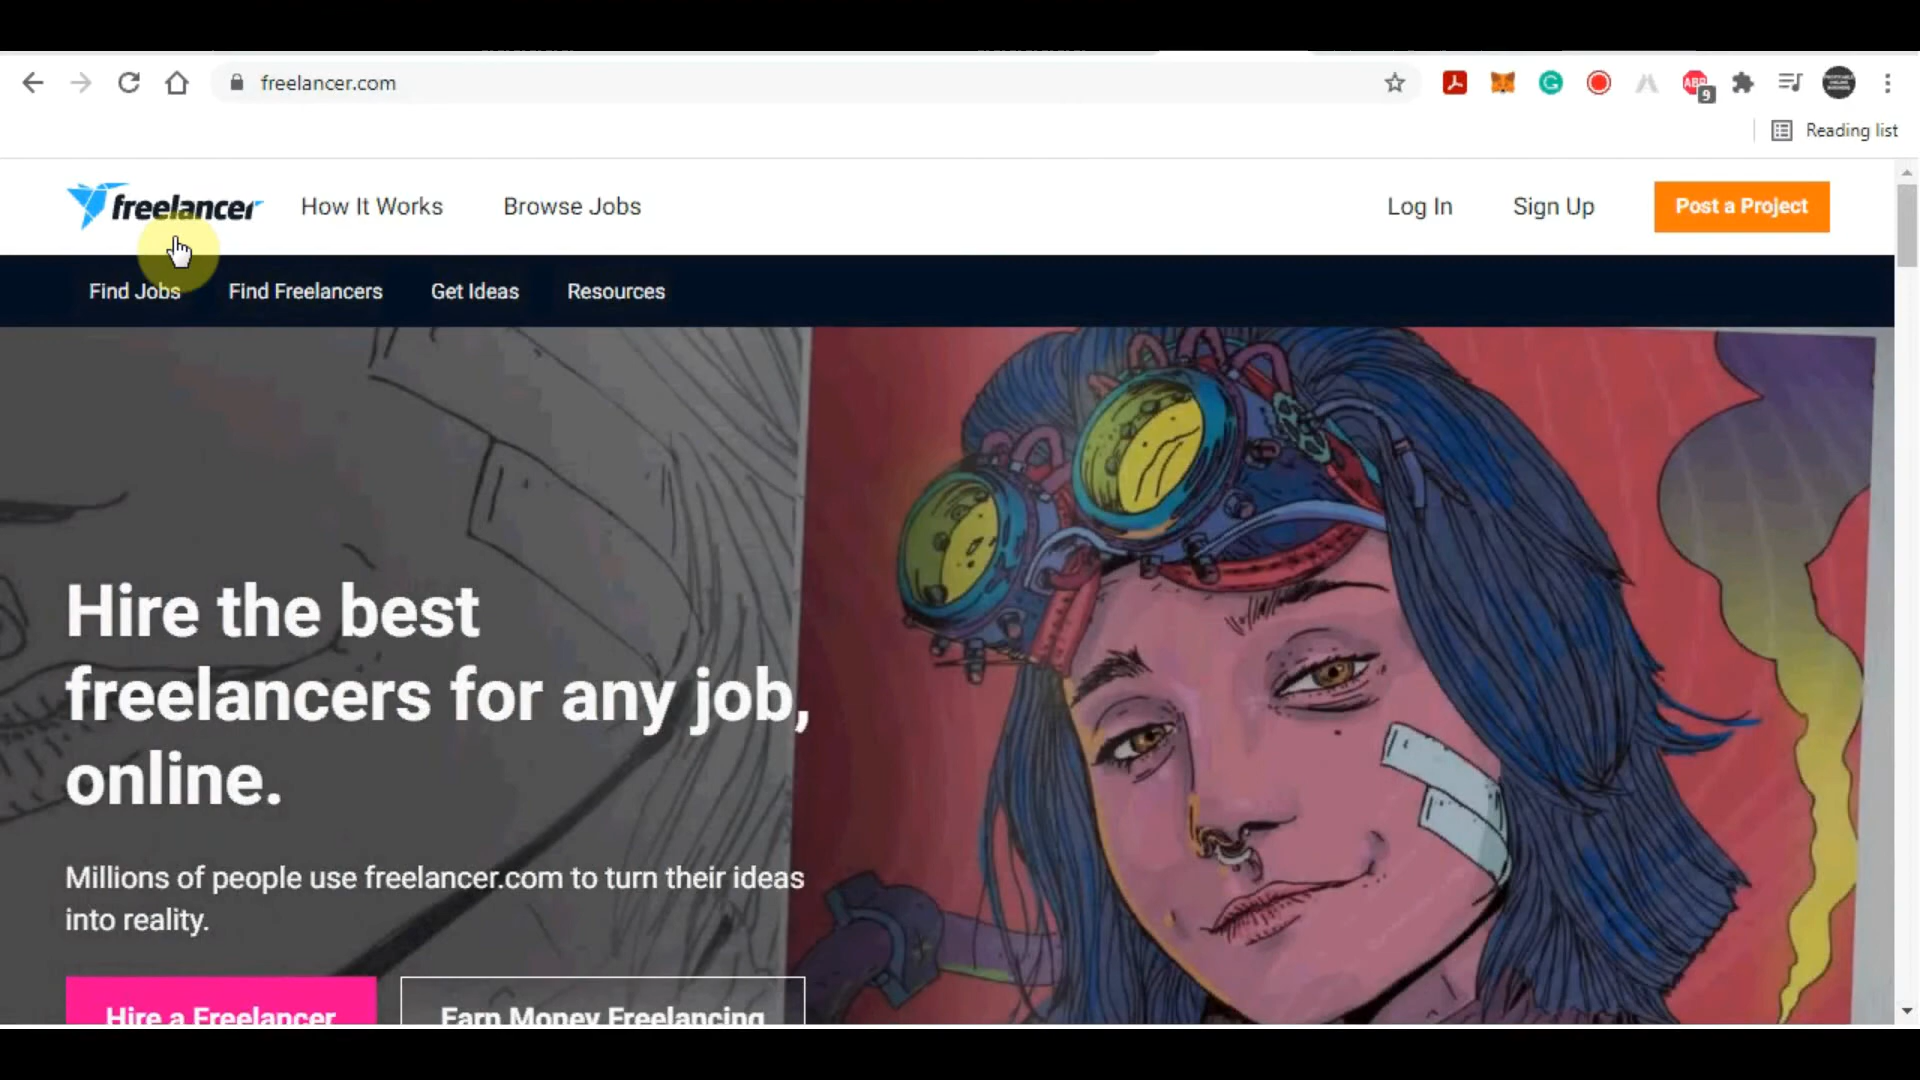 freelancer.com
ABP
9
Reading list
freelancer
How It Works
Browse Jobs
Log In
Sign Up
Post a Project
Find Jobs
Find Freelancers
Get Ideas
Resources
Hire the best
freelancers for any job,
online.
Millions of people use freelancer.com to turn their ideas
into reality.
Hire a Freelancer
Earn Money Freelancing